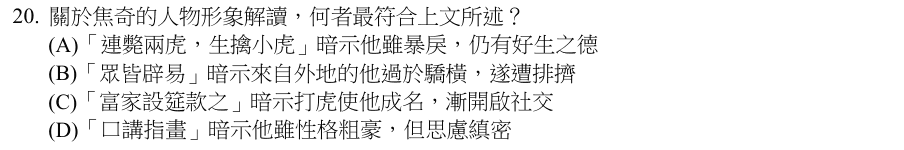 20. 關於焦奇的人物形象解讀，何者最符合上文所述？
(A)「連斃兩虎，生擒小虎」暗示他雖暴戾，仍有好生之德
(B)「眾皆辟易」暗示來自外地的他過於驕橫，遂遭排擠
(C)「富家設筵款之」暗示打虎使他成名，漸開啟社交
(D)「口講指畫」暗示他雖性格粗豪，但思慮縝密